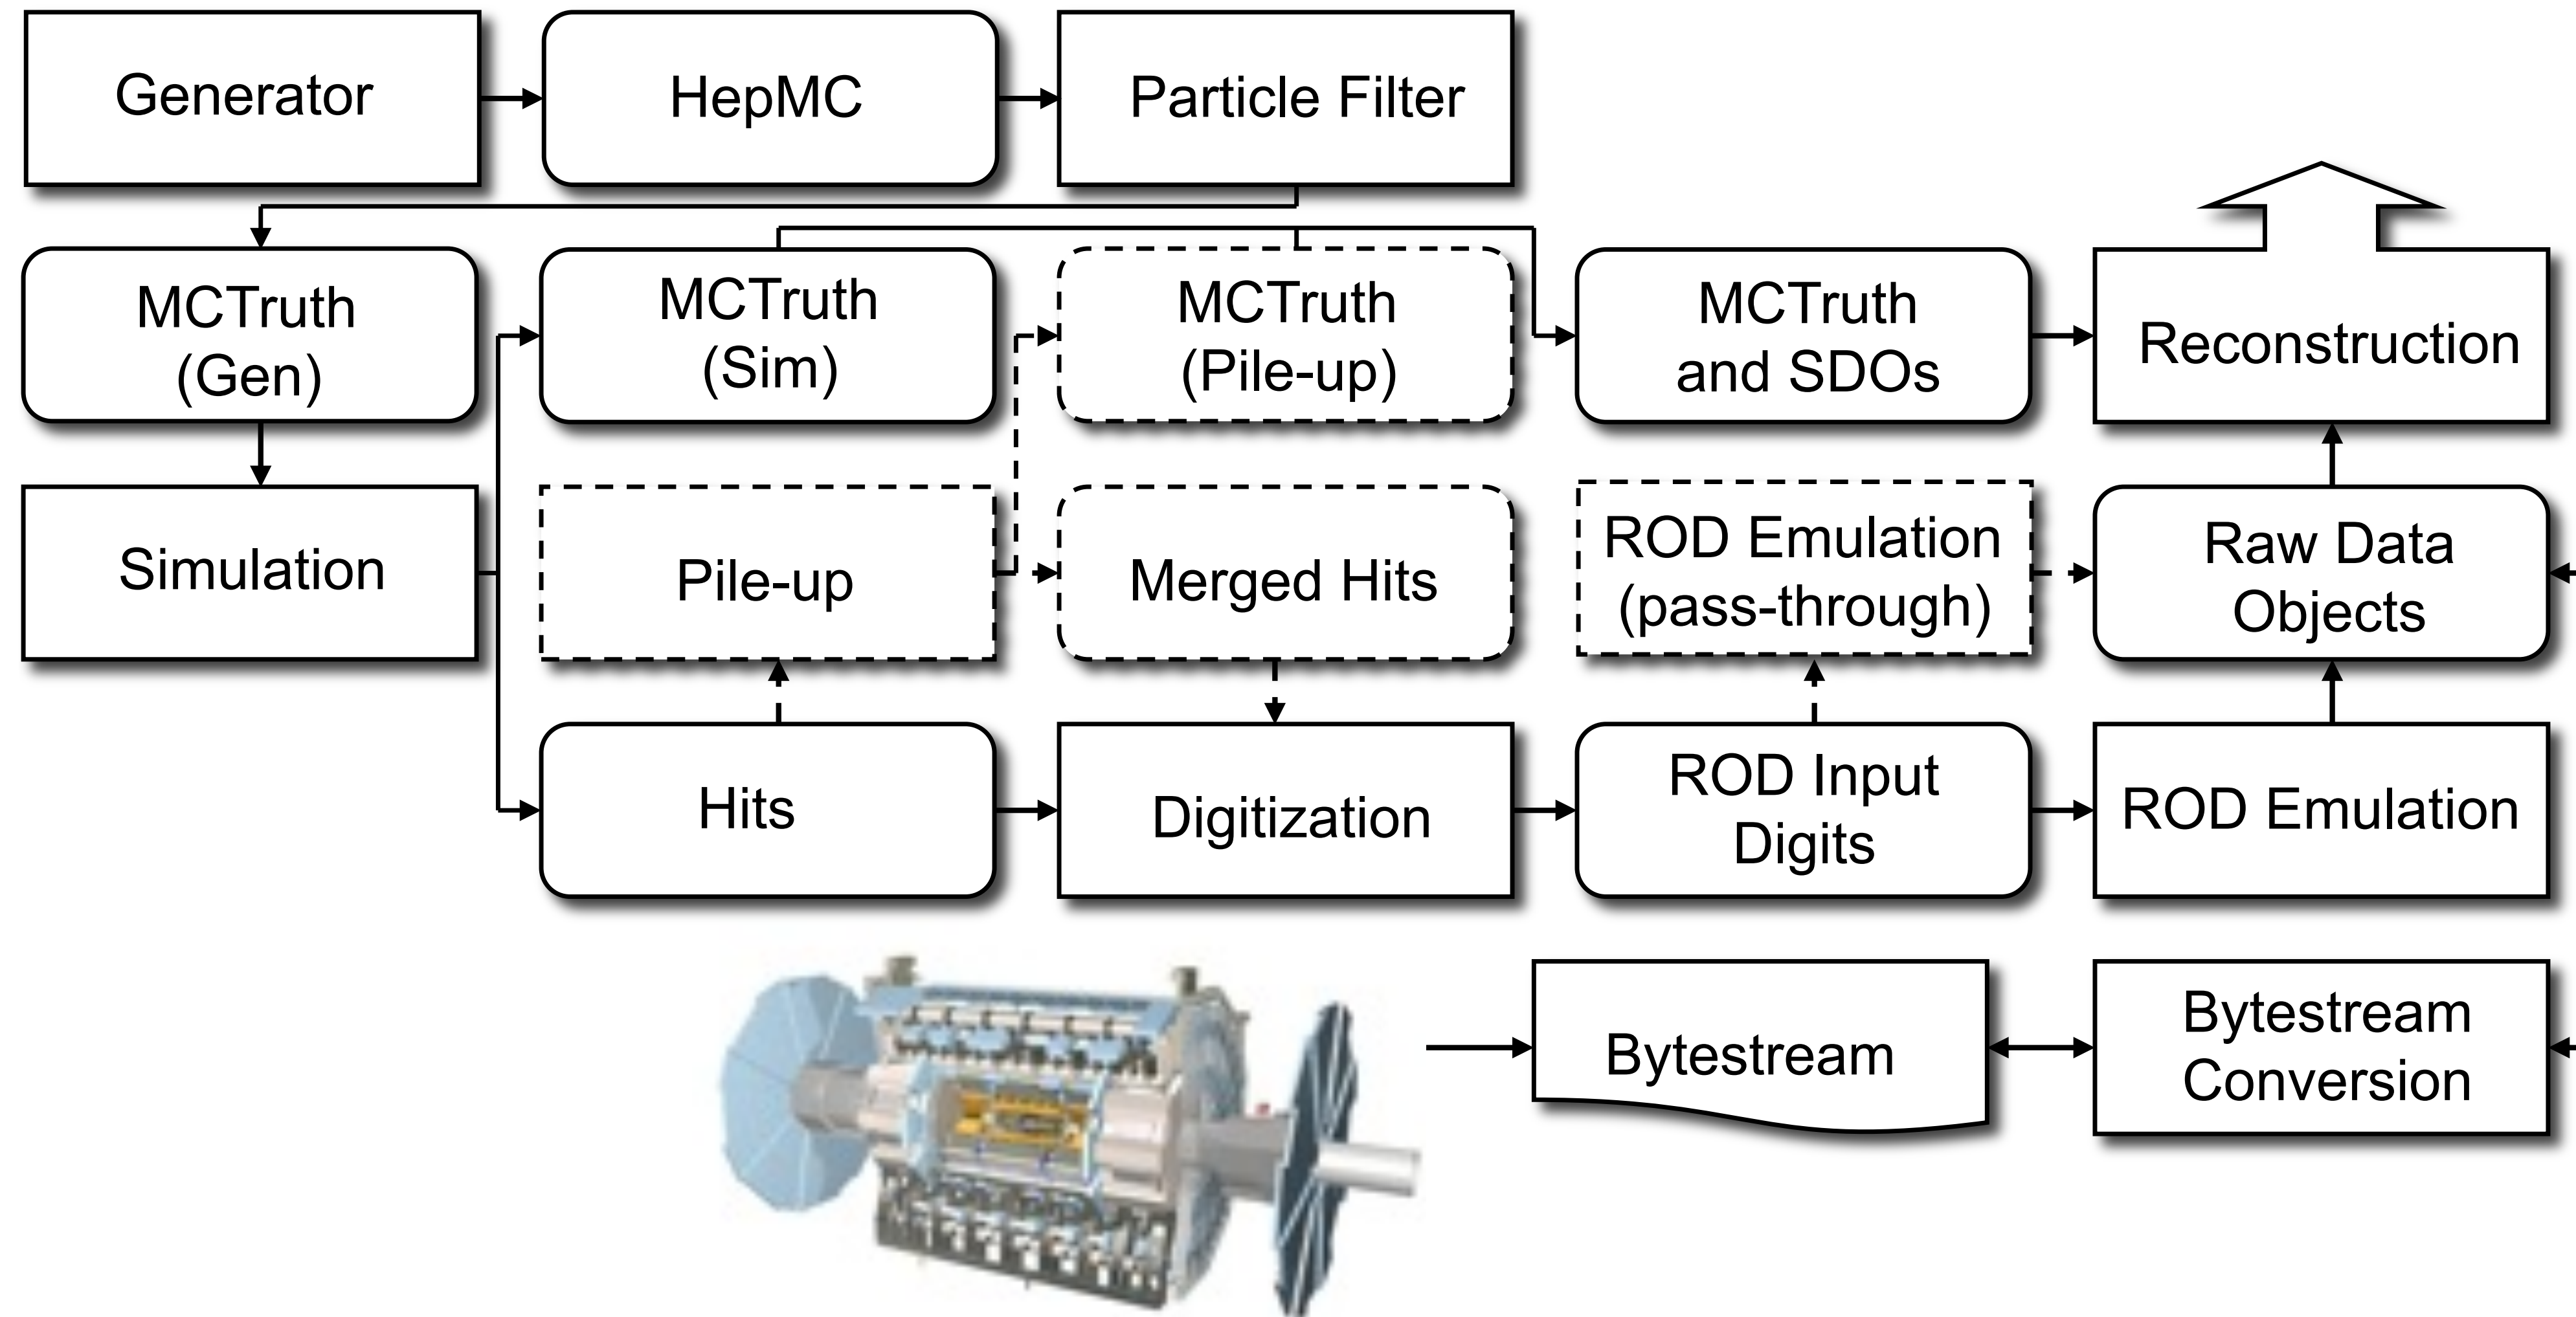 Generator
HepMC
Particle Filter
MCTruth
(Gen)
MCTruth
(Sim)
MCTruth
(Pile-up)
MCTruth
and SDOs
Reconstruction
Simulation
Pile-up
Merged Hits
ROD Emulation
(pass-through)
Raw Data
Objects
Hits
Digitization
ROD Input
Digits
ROD Emulation
Bytestream
Bytestream
Conversion